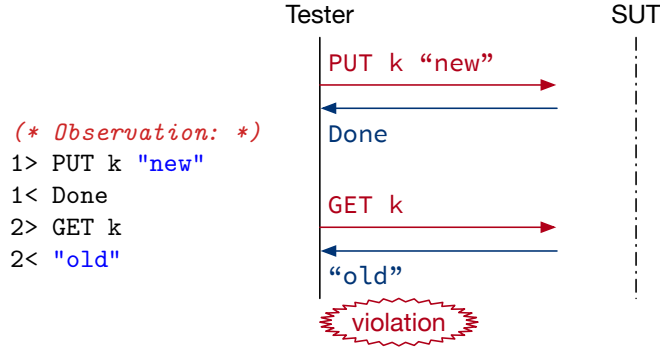 Tester SUT
PUT k “new”
Done
(* Observation: *)
1> PUT k "new"
1< Done
2> GET k
2< "old"
GET k
“old”
violation